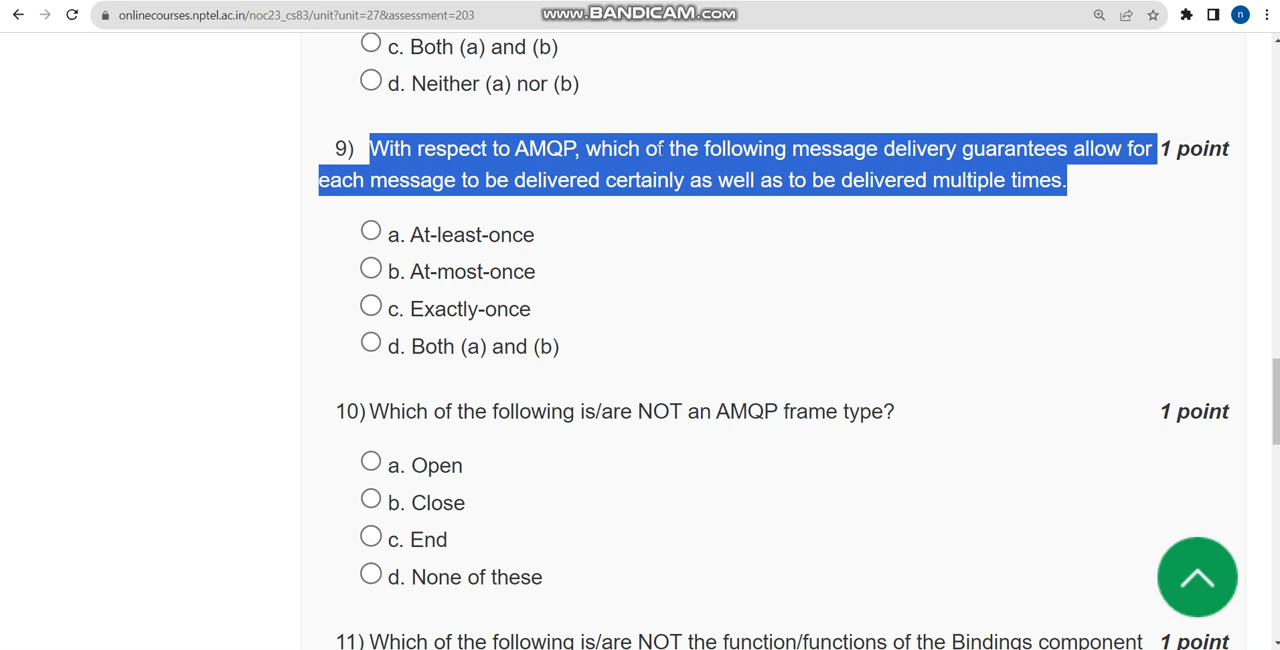 onlinecourses.nptel.ac.in/noc23_cs83/unit?unit=27&assessment=203
www.BANDICAM.com
n
c. Both (a) and (b)
d. Neither (a) nor (b)
9) With respect to AMQP, which of the following message delivery guarantees allow for 1 point
each message to be delivered certainly as well as to be delivered multiple times.
a. At-least-once
b. At-most-once
c. Exactly-once
d. Both (a) and (b)
10) Which of the following is/are NOT an AMQP frame type? 1 point
a. Open
b. Close
c. End
d. None of these
11) Which of the following is/are NOT the function/functions of the Bindings component 1 point